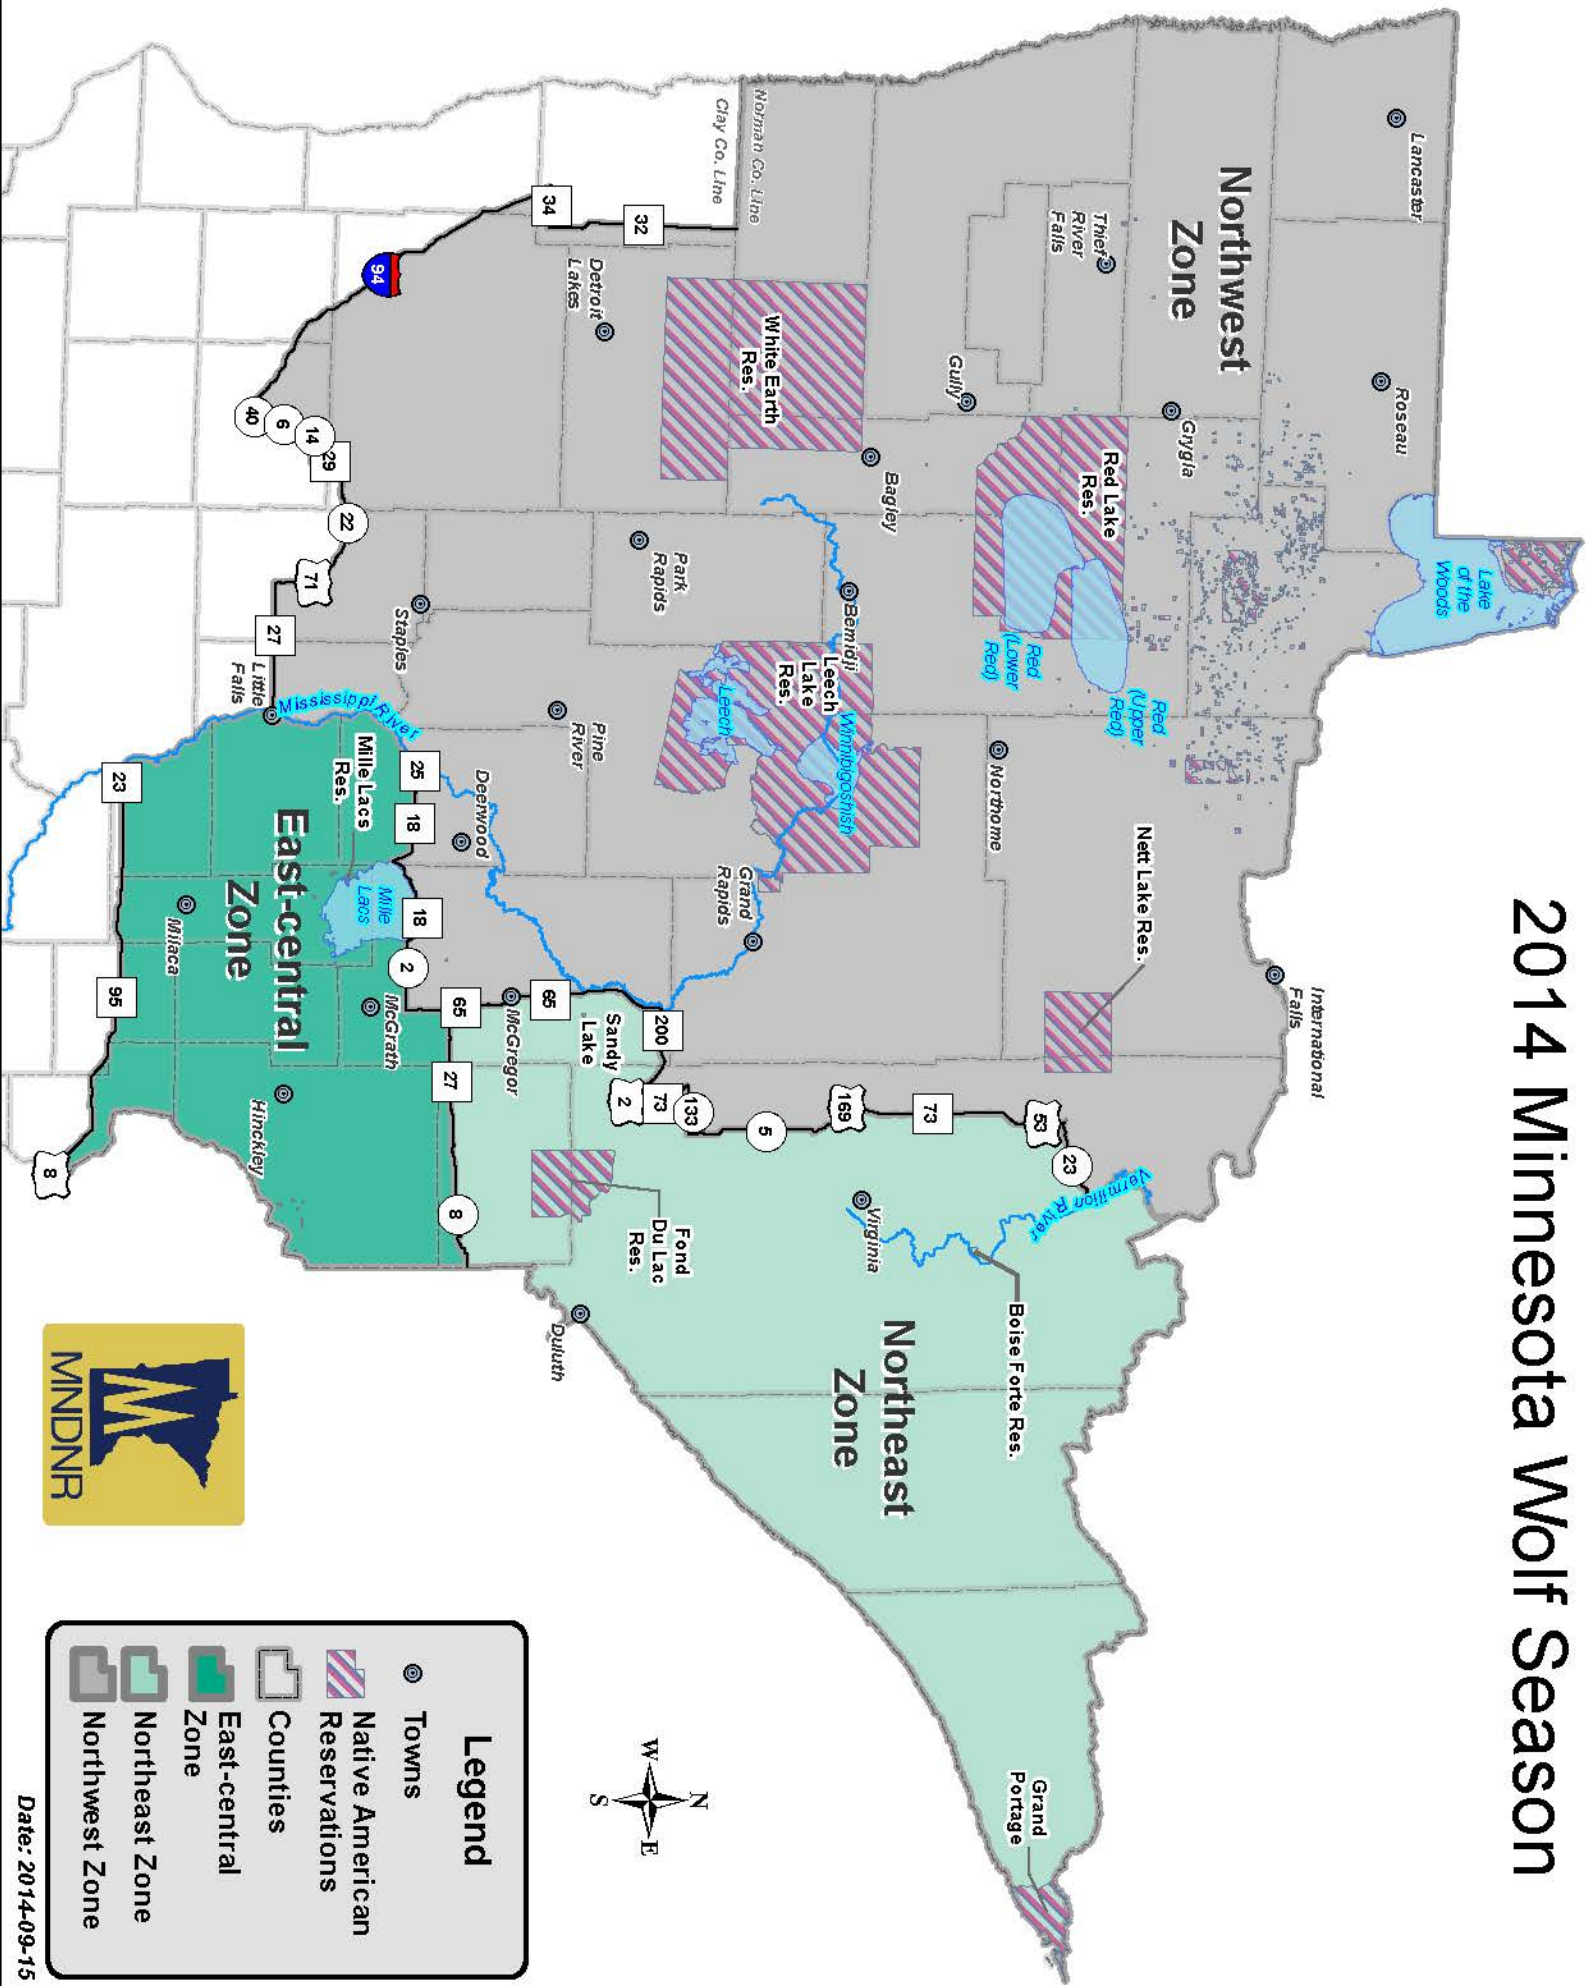 2014 Minnesota Wolf Season
Lancaster
Roseau
Lake
of the
Woods
International
Falls
Northwest
Zone
Grygla
Thief
River
Falls
Red Lake
Res.
Red
(Upper
Red)
Nett Lake Res.
Gully
Red
(Lower
Red)
Northome
53
23
Vermilion River
Boise Forte Res.
Grand
Portage
Bagley
Bemidji
Leech
Lake
Res.
Winnibigoshish
73
169
Virginia
Northeast
Zone
Norman Co. Line
Clay Co. Line
White Earth
Res.
Leech
Grand
Rapids
5
133
73
2
200
32
34
Detroit
Lakes
Park
Rapids
Pine
River
Sandy
Lake
Fond
Du Lac
Res.
65
McGregor
65
Duluth
Staples
Deerwood
25
18
18
2
27
8
94
Mississippi River
Mille Lacs
Res.
Mille
Lacs
McGrath
40
6
14
29
22
71
27
Little
Falls
East-central
Zone
Hinckley
Milaca
23
95
8
N
W
E
S
MNDNR
Legend
Towns
Native American
Reservations
Counties
East-central
Zone
Northeast Zone
Northwest Zone
Date: 2014-09-15